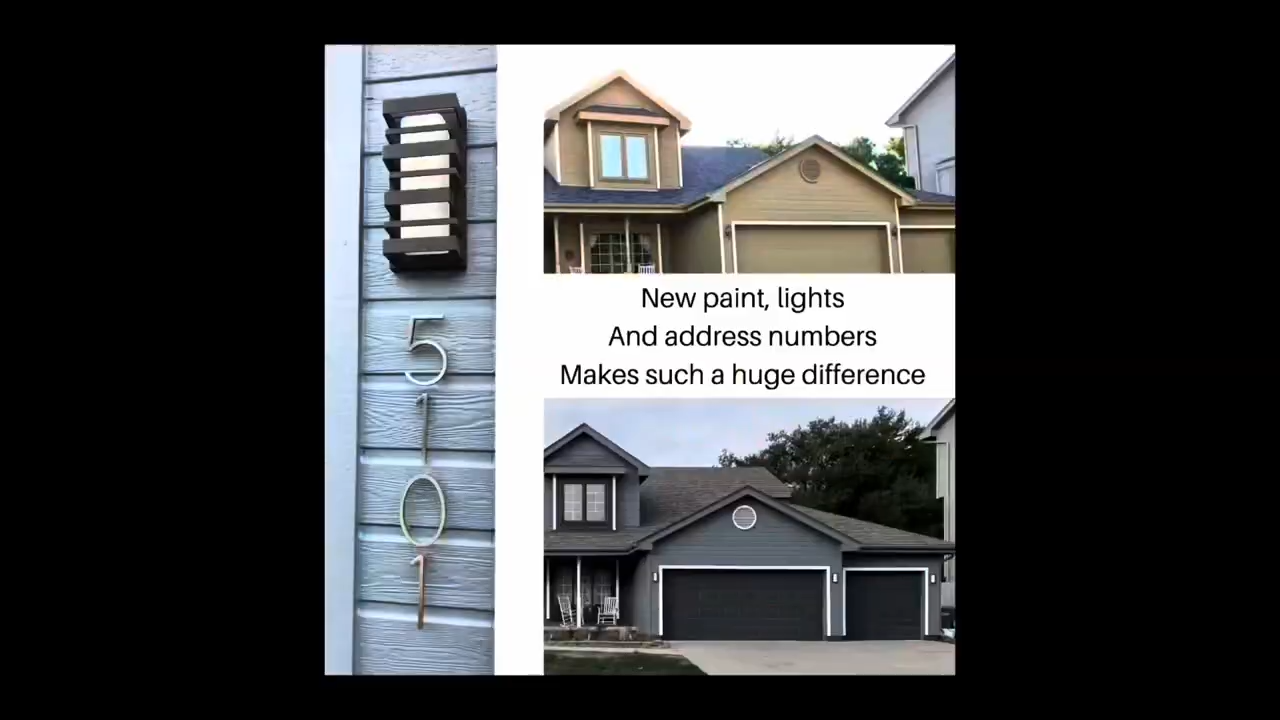 5
1
0
1
New paint, lights
And address numbers
Makes such a huge difference